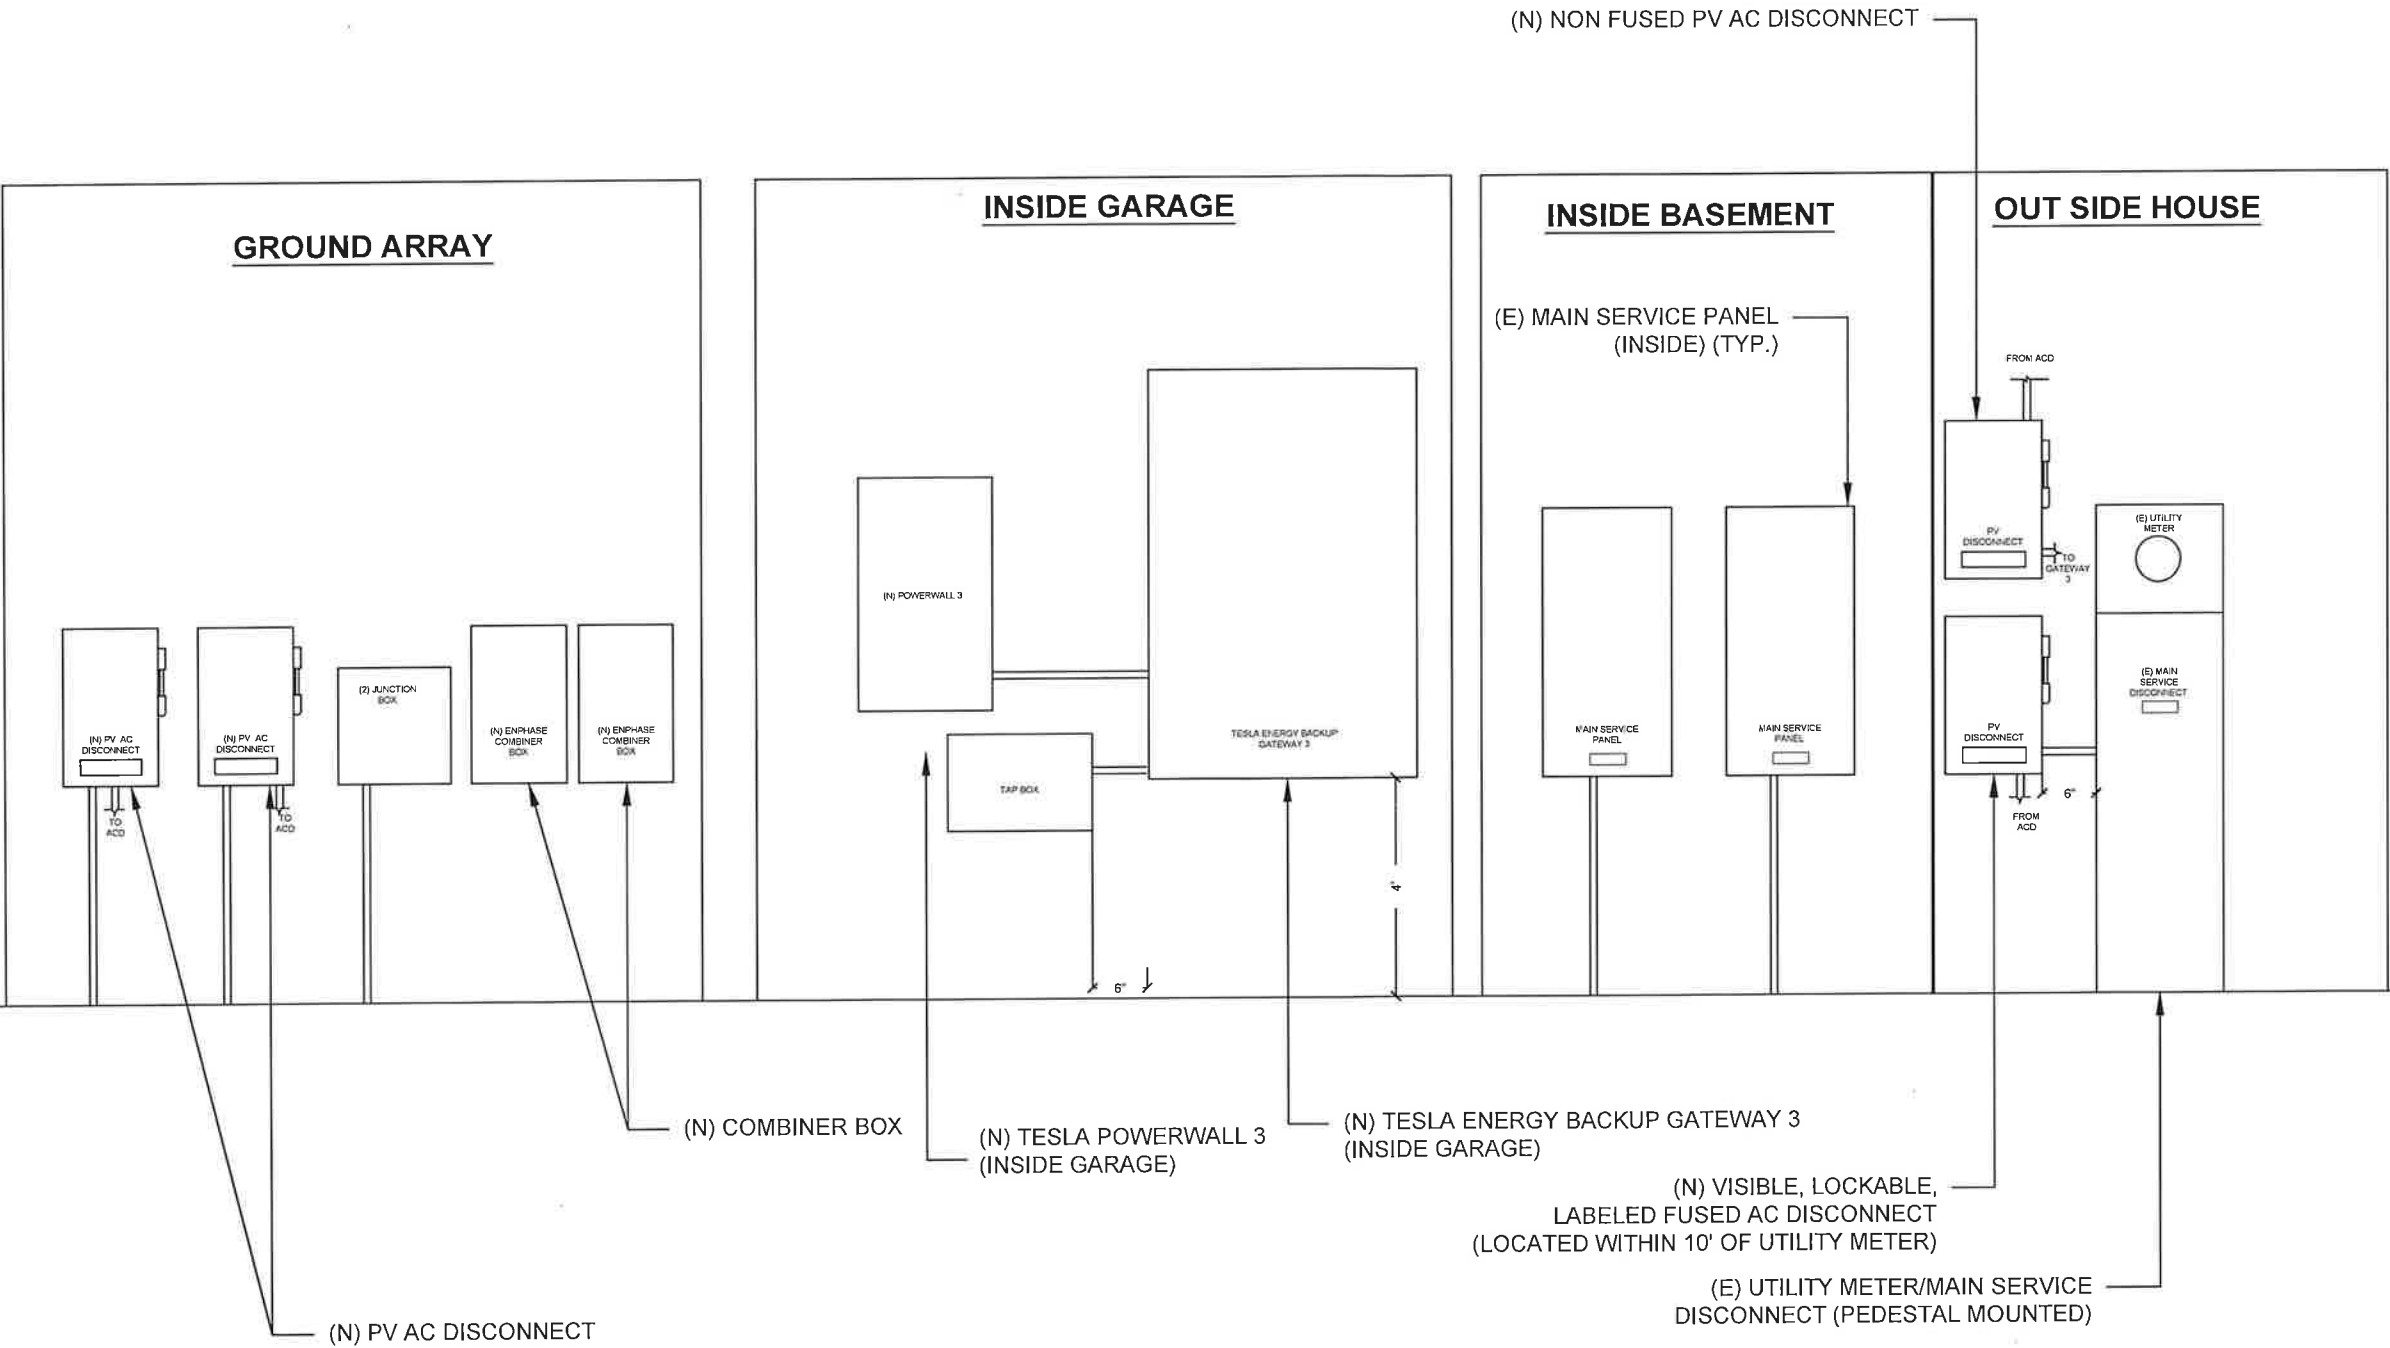 (N) NON FUSED PV AC DISCONNECT
GROUND ARRAY
INSIDE GARAGE
INSIDE BASEMENT
OUT SIDE HOUSE
(E) MAIN SERVICE PANEL
(INSIDE) (TYP.)
FROM ACD
(N) PV AC
DISCONNECT
TO
ACD
(N) PV AC
DISCONNECT
TO
ACD
(2) JUNCTION
BOX
(N) ENPHASE
COMBINER
BOX
(N) ENPHASE
COMBINER
BOX
(N) POWERWALL 3
TAP BOX
TESLA ENERGY BACKUP
GATEWAY 3
6"
4'
MAIN SERVICE
PANEL
MAIN SERVICE
PANEL
PV
DISCONNECT
TO
GATEWAY
3
(E) UTILITY
METER
PV
DISCONNECT
FROM
ACD
6"
(E) MAIN
SERVICE
DISCONNECT
(N) COMBINER BOX
(N) TESLA POWERWALL 3
(INSIDE GARAGE)
(N) TESLA ENERGY BACKUP GATEWAY 3
(INSIDE GARAGE)
(N) VISIBLE, LOCKABLE,
LABELED FUSED AC DISCONNECT
(LOCATED WITHIN 10' OF UTILITY METER)
(E) UTILITY METER/MAIN SERVICE
DISCONNECT (PEDESTAL MOUNTED)
(N) PV AC DISCONNECT